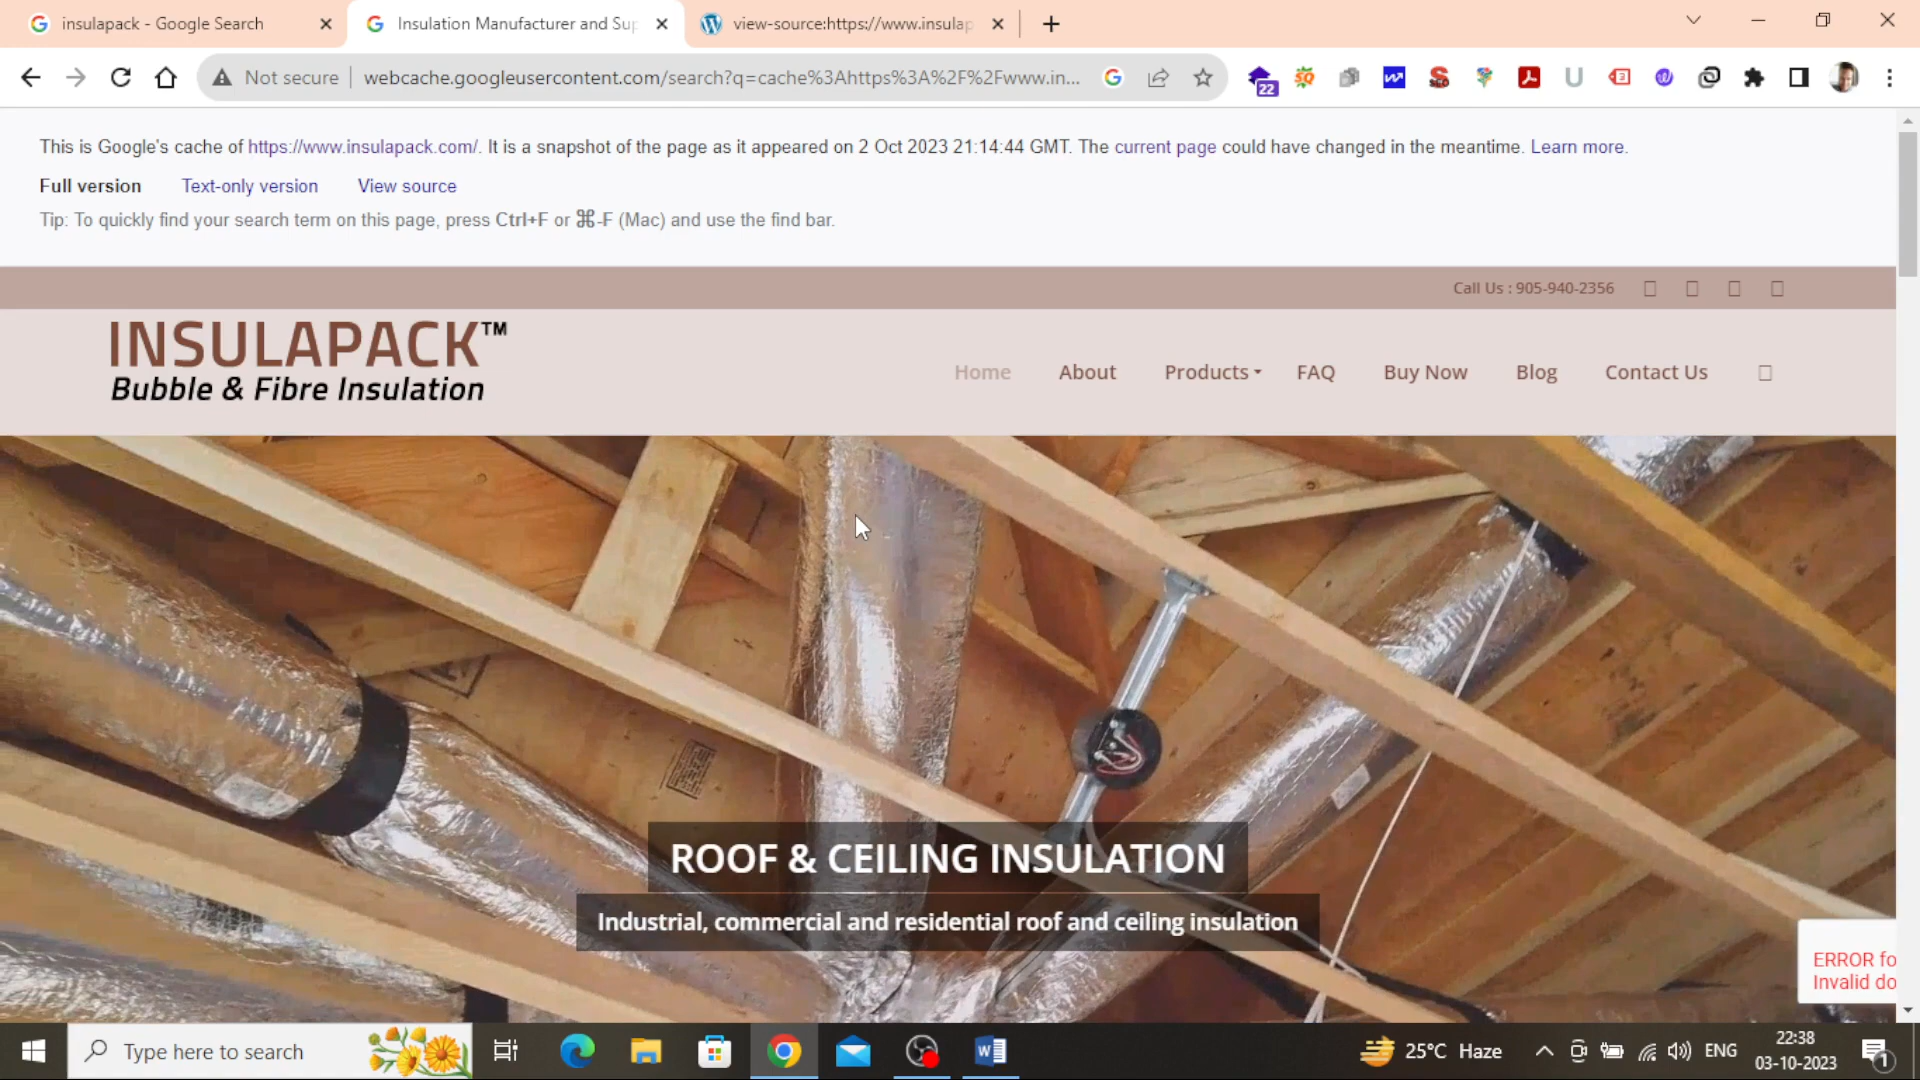 insulapack - Google Search
Insulation Manufacturer and Sup
view-source:https://www.insulap
Not secure
webcache.googleusercontent.com/search?q=cache%3Ahttps%3A%2F%2Fwww.in...
22
This is Google's cache of https://www.insulapack.com/. It is a snapshot of the page as it appeared on 2 Oct 2023 21:14:44 GMT. The current page could have changed in the meantime. Learn more.
Full version Text-only version View source
Tip: To quickly find your search term on this page, press Ctrl+F or ⌘-F (Mac) and use the find bar.
Call Us : 905-940-2356
INSULAPACK™
Bubble & Fibre Insulation
Home About Products FAQ Buy Now Blog Contact Us
ROOF & CEILING INSULATION
Industrial, commercial and residential roof and ceiling insulation
ERROR fo
Invalid do
Type here to search
25°C Haze
ENG
22:38
03-10-2023
1